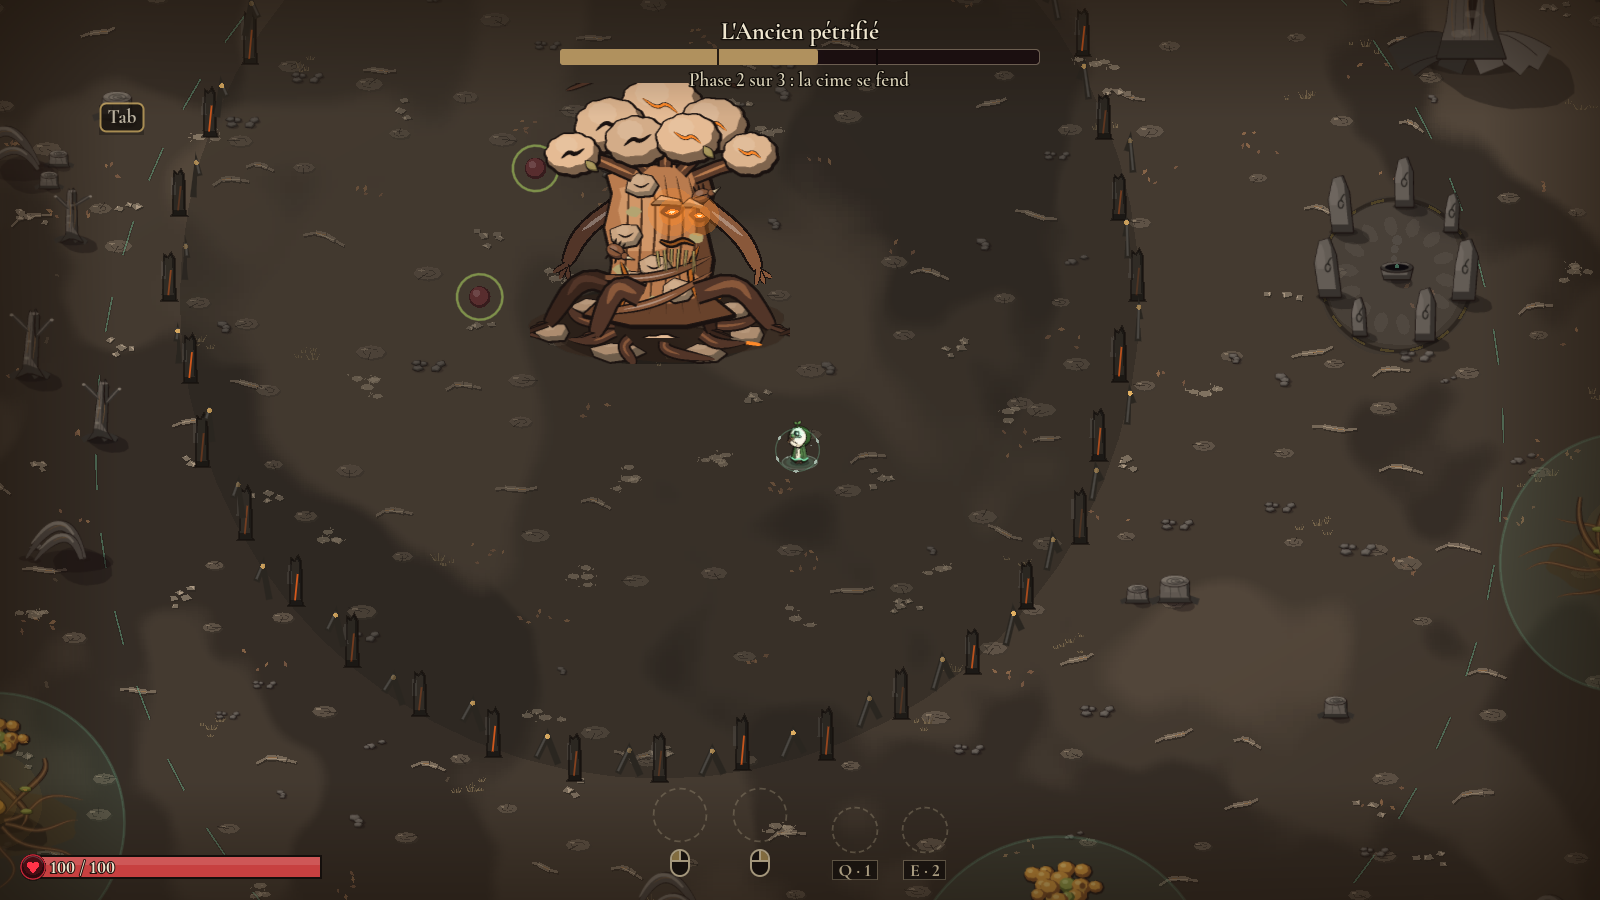 L'Ancien pétrifié
Phase 2 sur 3 : la cime se fend
Tab
100 / 100
Q · 1
E · 2